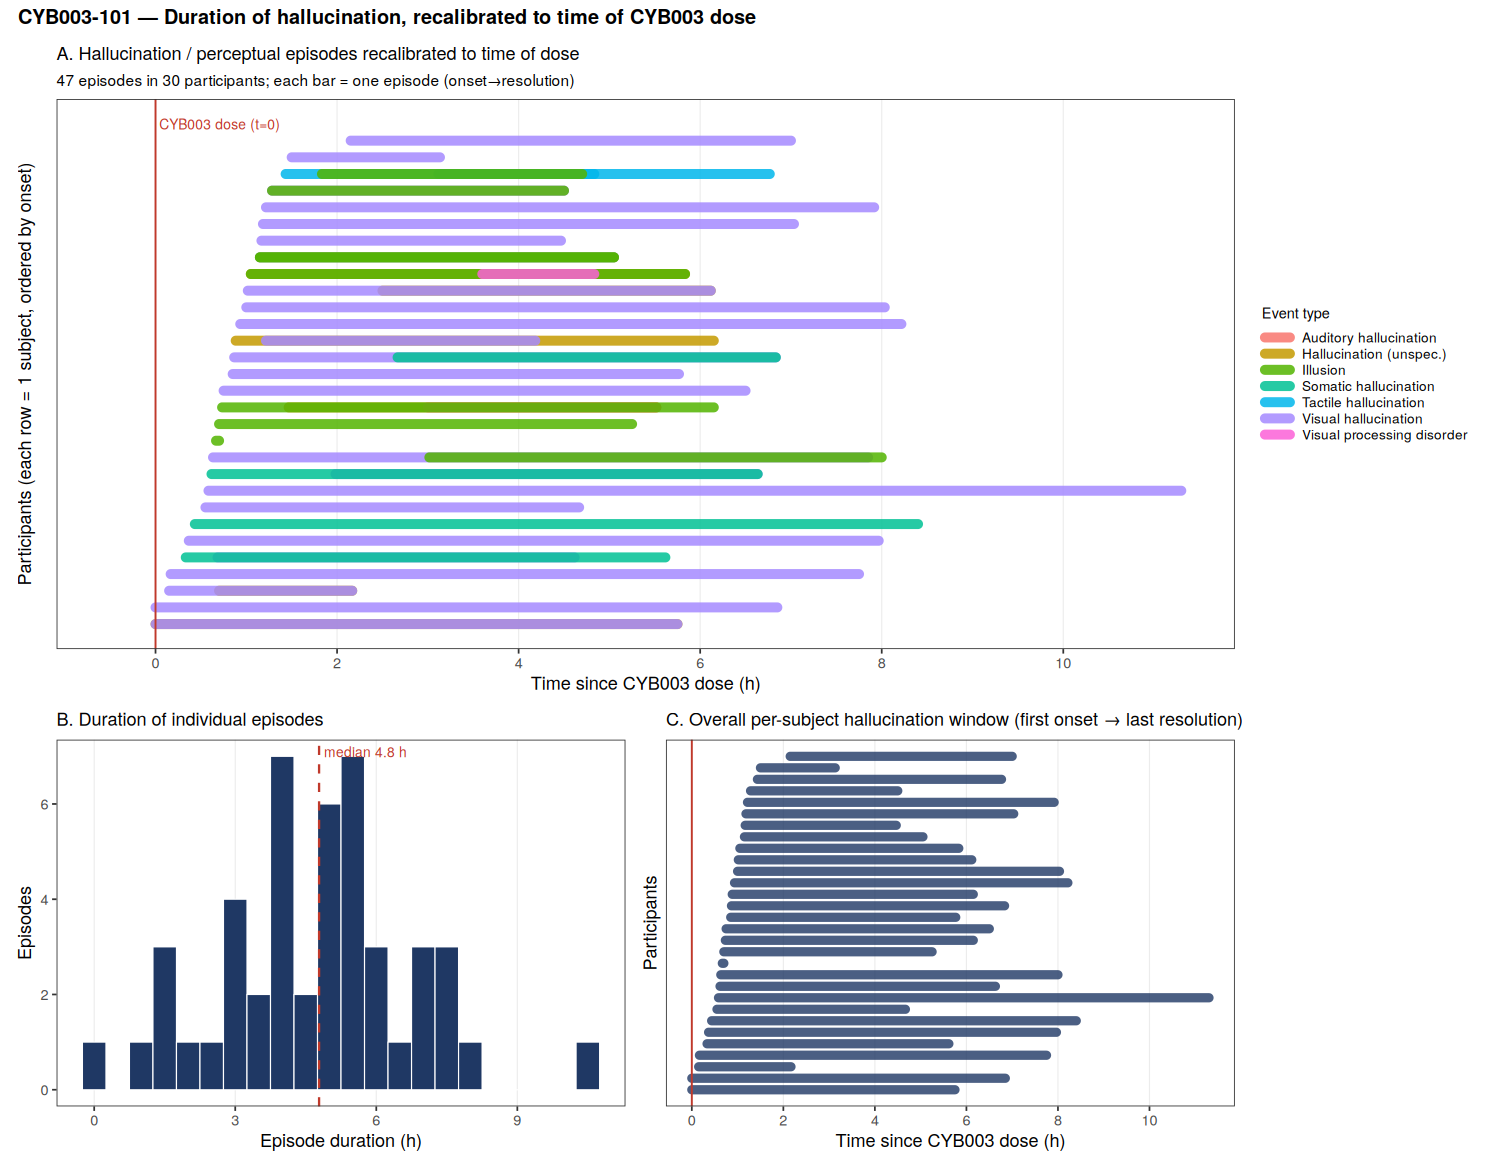 CYB003-101 — Duration of hallucination, recalibrated to time of CYB003 dose
A. Hallucination / perceptual episodes recalibrated to time of dose
47 episodes in 30 participants; each bar = one episode (onset→resolution)
CYB003 dose (t=0)
Participants (each row = 1 subject, ordered by onset)
0 2 4 6 8 10
Time since CYB003 dose (h)
Event type
Auditory hallucination
Hallucination (unspec.)
Illusion
Somatic hallucination
Tactile hallucination
Visual hallucination
Visual processing disorder
B. Duration of individual episodes
median 4.8 h
Episodes
6
4
2
0
0 3 6 9
Episode duration (h)
C. Overall per-subject hallucination window (first onset → last resolution)
Participants
0 2 4 6 8 10
Time since CYB003 dose (h)